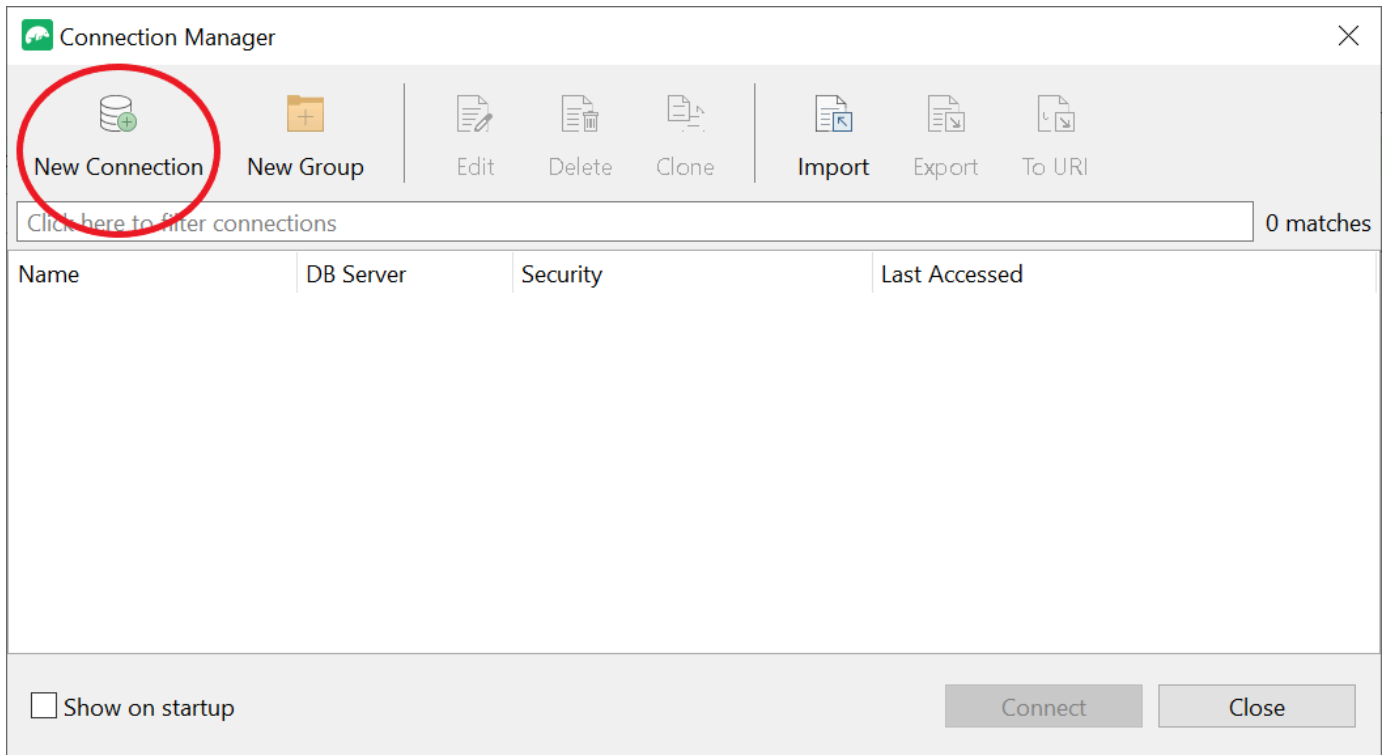 Connection Manager
New Connection New Group Edit Delete Clone Import Export To URI
Click here to filter connections 0 matches
Name DB Server Security Last Accessed
Show on startup Connect Close